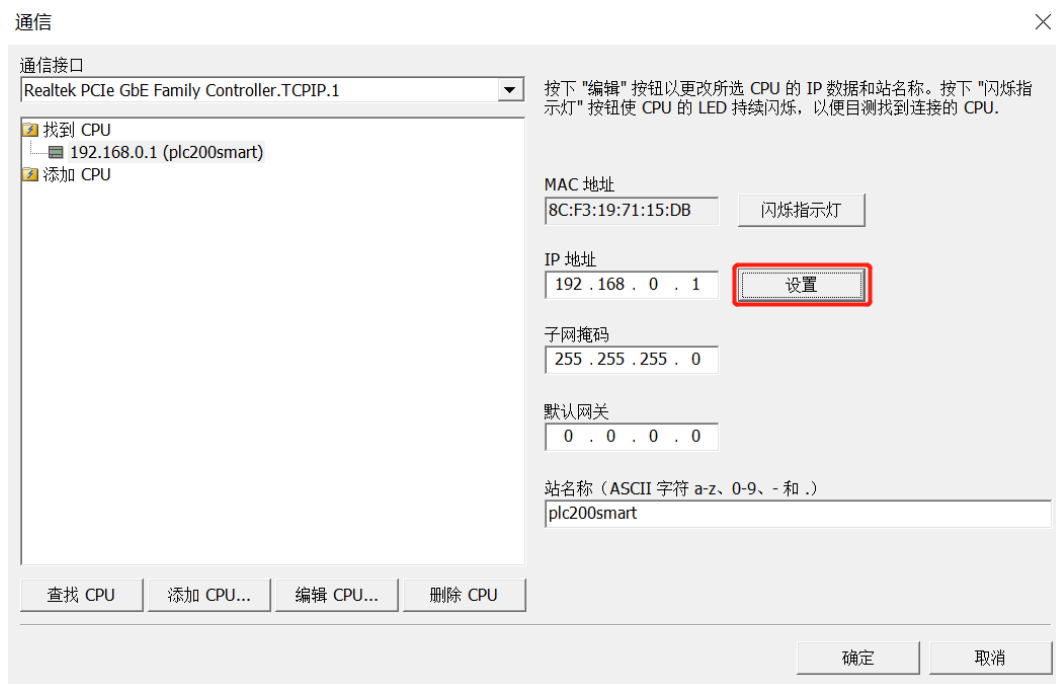 通信
通信接口
Realtek PCIe GbE Family Controller.TCPIP.1
找到 CPU
192.168.0.1 (plc200smart)
添加 CPU
按下 "编辑" 按钮以更改所选 CPU 的 IP 数据和站名称。按下 "闪烁指
示灯" 按钮使 CPU 的 LED 持续闪烁，以便目测找到连接的 CPU.
MAC 地址
8C:F3:19:71:15:DB
闪烁指示灯
IP 地址
192 . 168 . 0 . 1
设置
子网掩码
255 . 255 . 255 . 0
默认网关
0 . 0 . 0 . 0
站名称（ASCII 字符 a-z、0-9、- 和 .）
plc200smart
查找 CPU
添加 CPU...
编辑 CPU...
删除 CPU
确定
取消